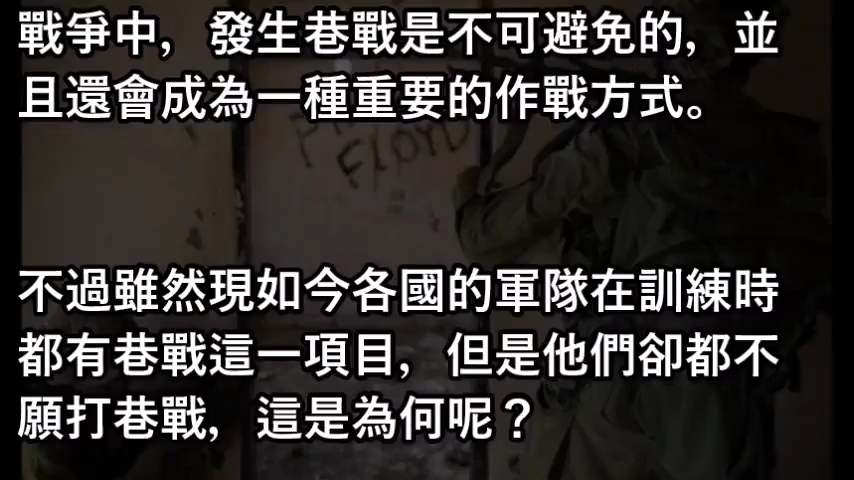 戰爭中，發生巷戰是不可避免的，並
且還會成為一種重要的作戰方式。
PINK
FLOYD
不過雖然現如今各國的軍隊在訓練時
都有巷戰這一項目，但是他們卻都不
願打巷戰，這是為何呢？